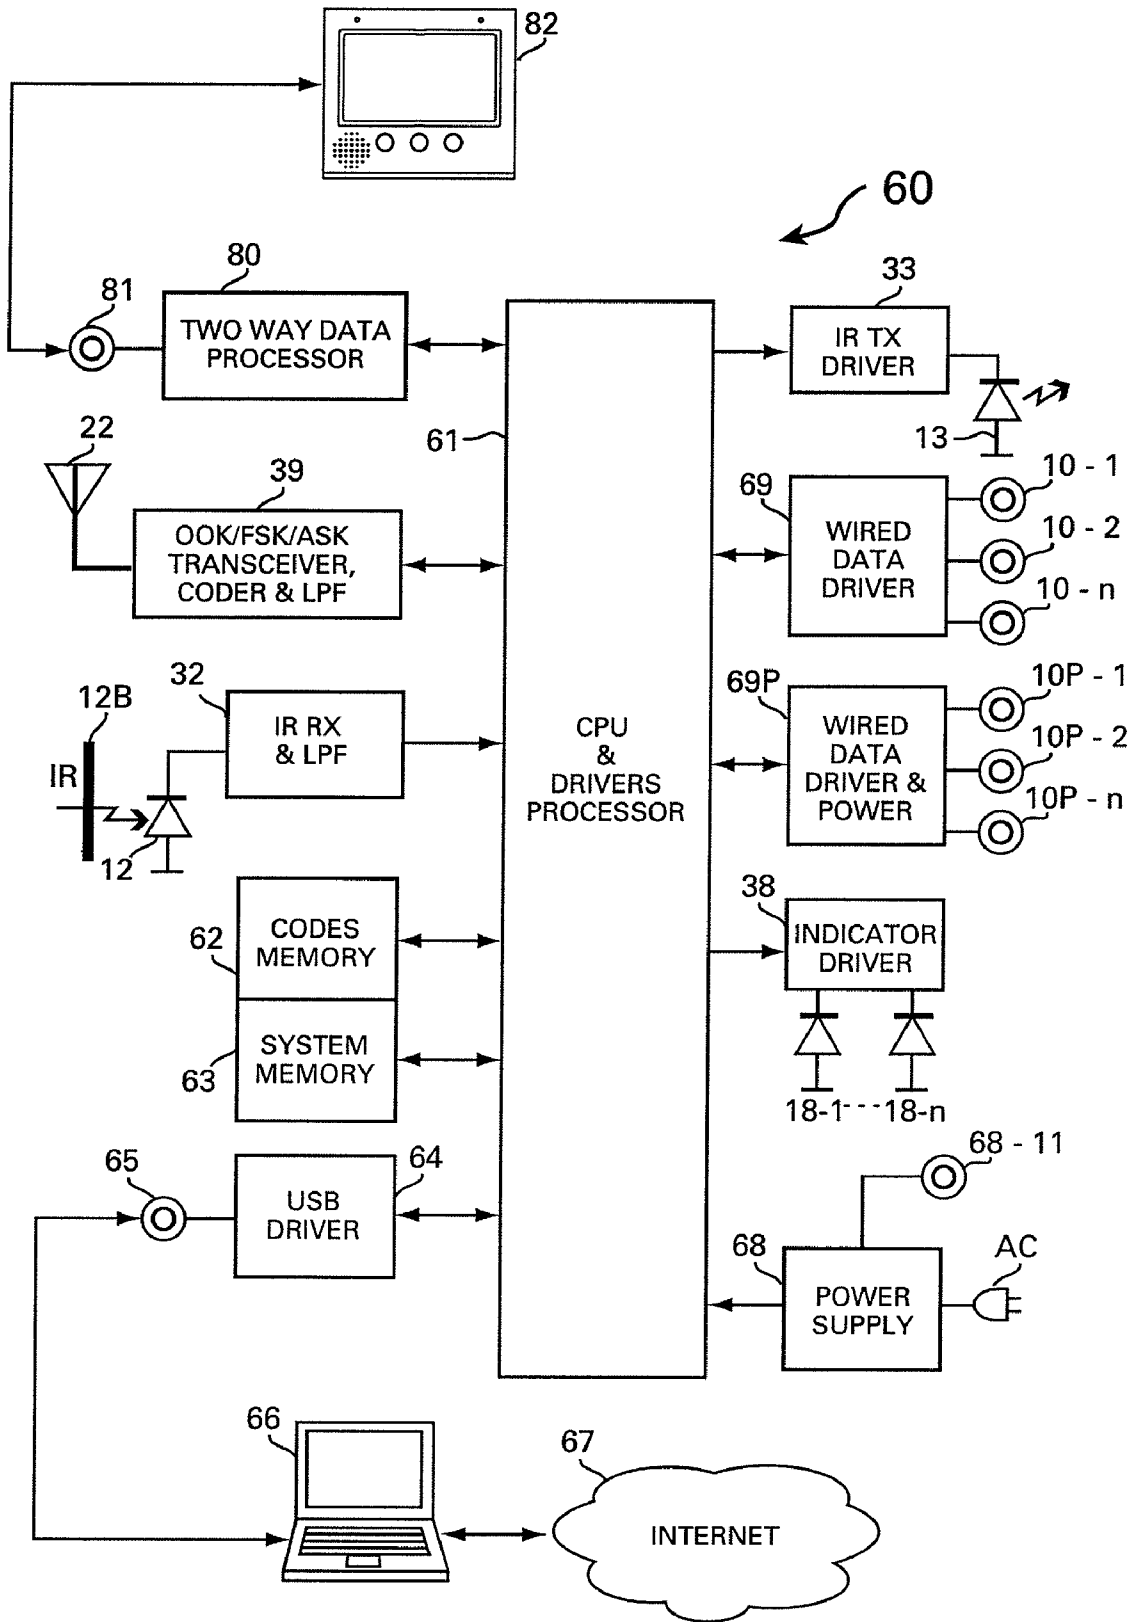 82
60
80
81
TWO WAY DATA
PROCESSOR
33
IR TX
DRIVER
13
22
61
39
OOK/FSK/ASK
TRANSCEIVER,
CODER & LPF
69
WIRED
DATA
DRIVER
10 - 1
10 - 2
10 - n
12B
IR
12
32
IR RX
& LPF
CPU
&
DRIVERS
PROCESSOR
69P
WIRED
DATA
DRIVER &
POWER
10P - 1
10P - 2
10P - n
62
CODES
MEMORY
38
INDICATOR
DRIVER
63
SYSTEM
MEMORY
18-1----18-n
65
64
USB
DRIVER
68 - 11
68
POWER
SUPPLY
AC
66
67
INTERNET